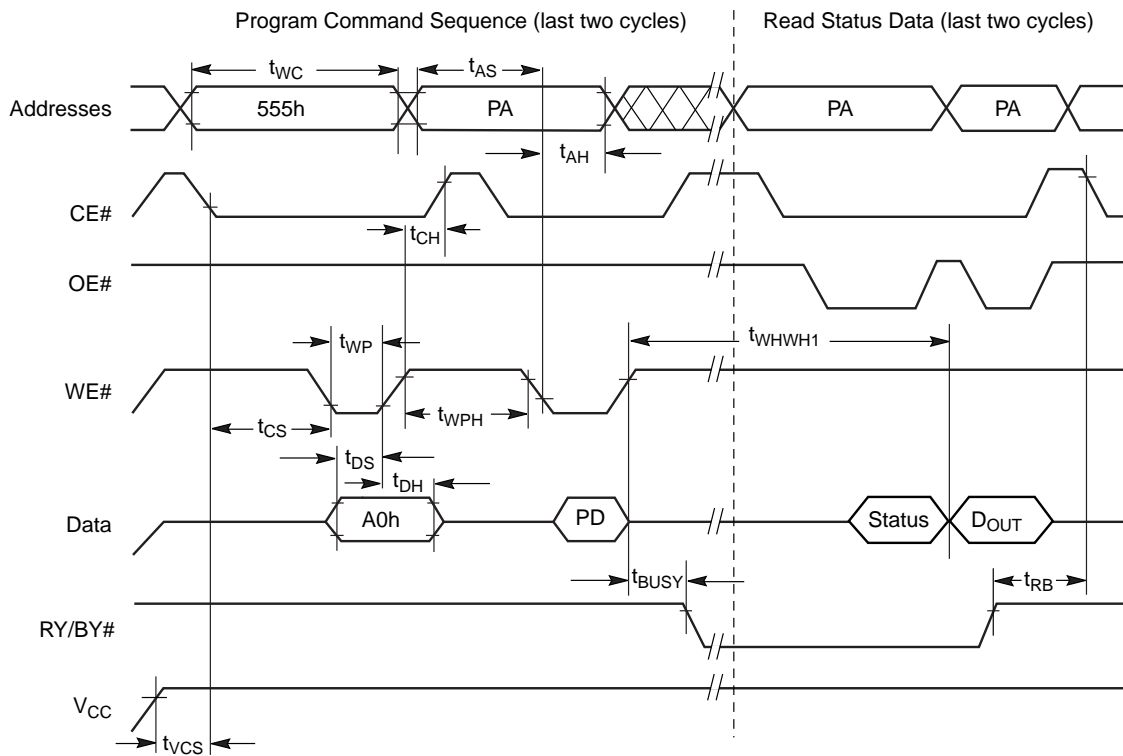 Program Command Sequence (last two cycles) Read Status Data (last two cycles)
tWC tAS
Addresses 555h PA PA PA
tAH
CE#
tCH
OE#
tWP tWHWH1
WE#
tCS tWPH
tDS
tDH
Data A0h PD Status DOUT
tBUSY tRB
RY/BY#
VCC
tVCS